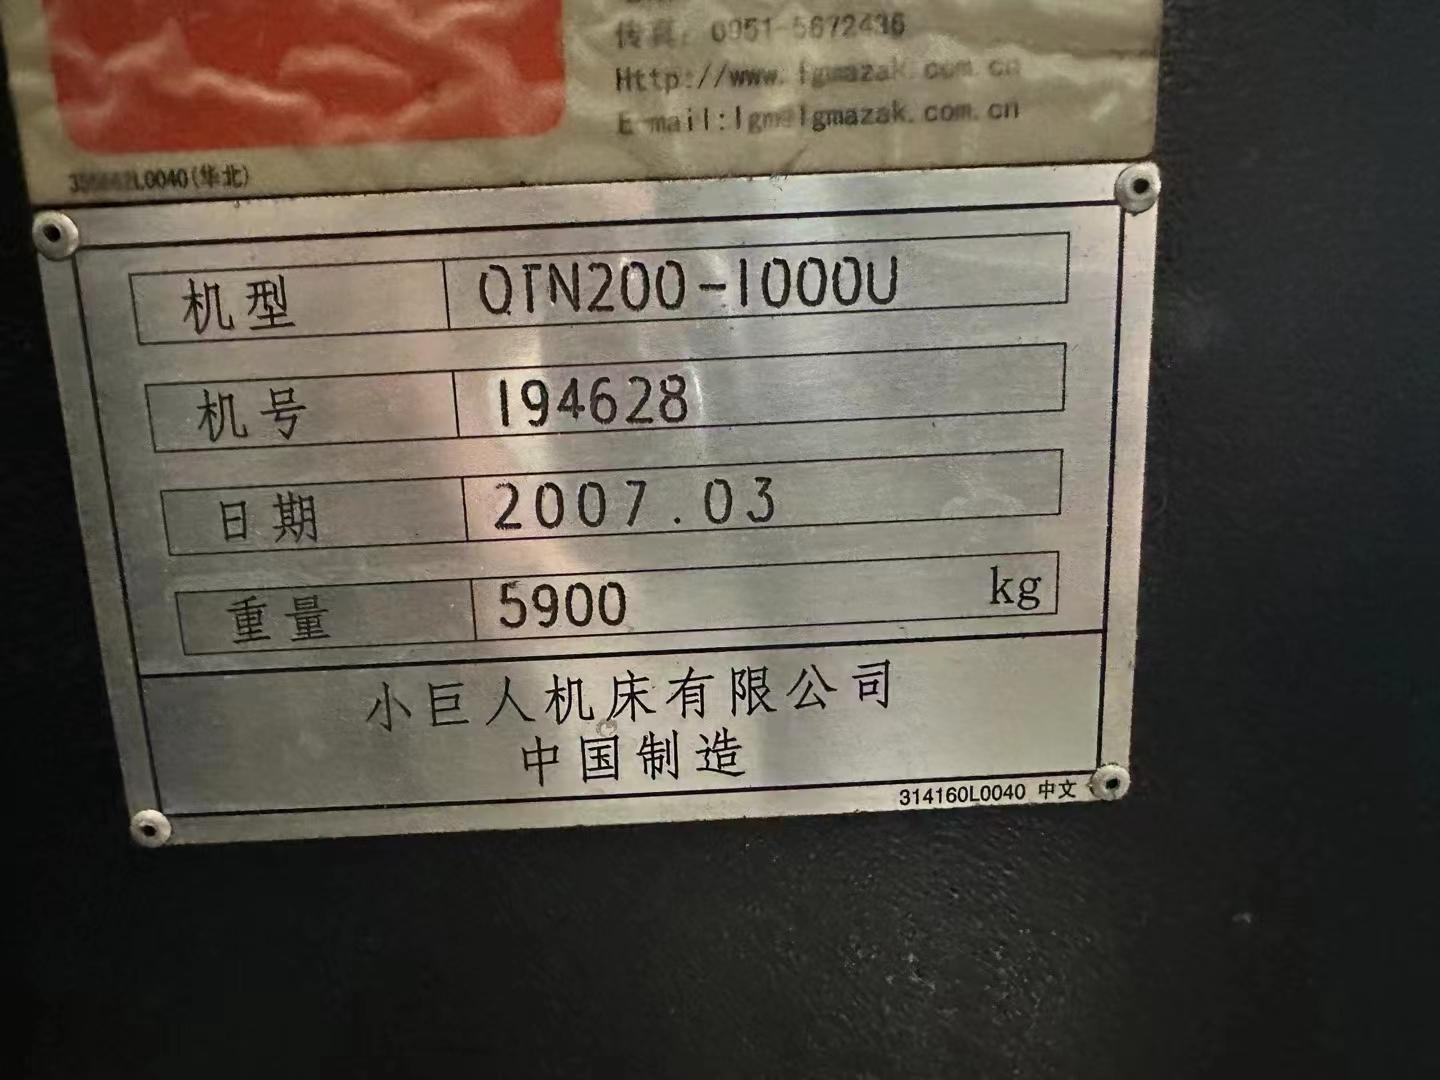 传真: 0951-5672436
Http://www.lgmazak.com.cn
E-mail:lgm@lgmazak.com.cn
L0040(华北)
机型 QTN200-1000U
机号 194628
日期 2007.03
重量 5900 kg
小巨人机床有限公司
中国制造
314160L0040 中文